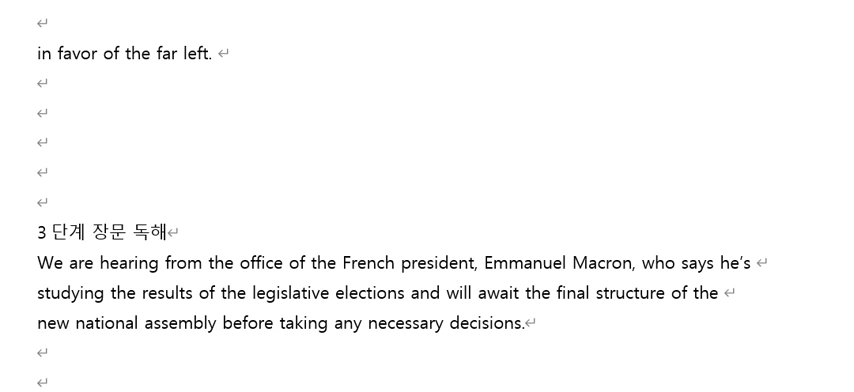 in favor of the far left.
3 단계 장문 독해
We are hearing from the office of the French president, Emmanuel Macron, who says he’s
studying the results of the legislative elections and will await the final structure of the
new national assembly before taking any necessary decisions.